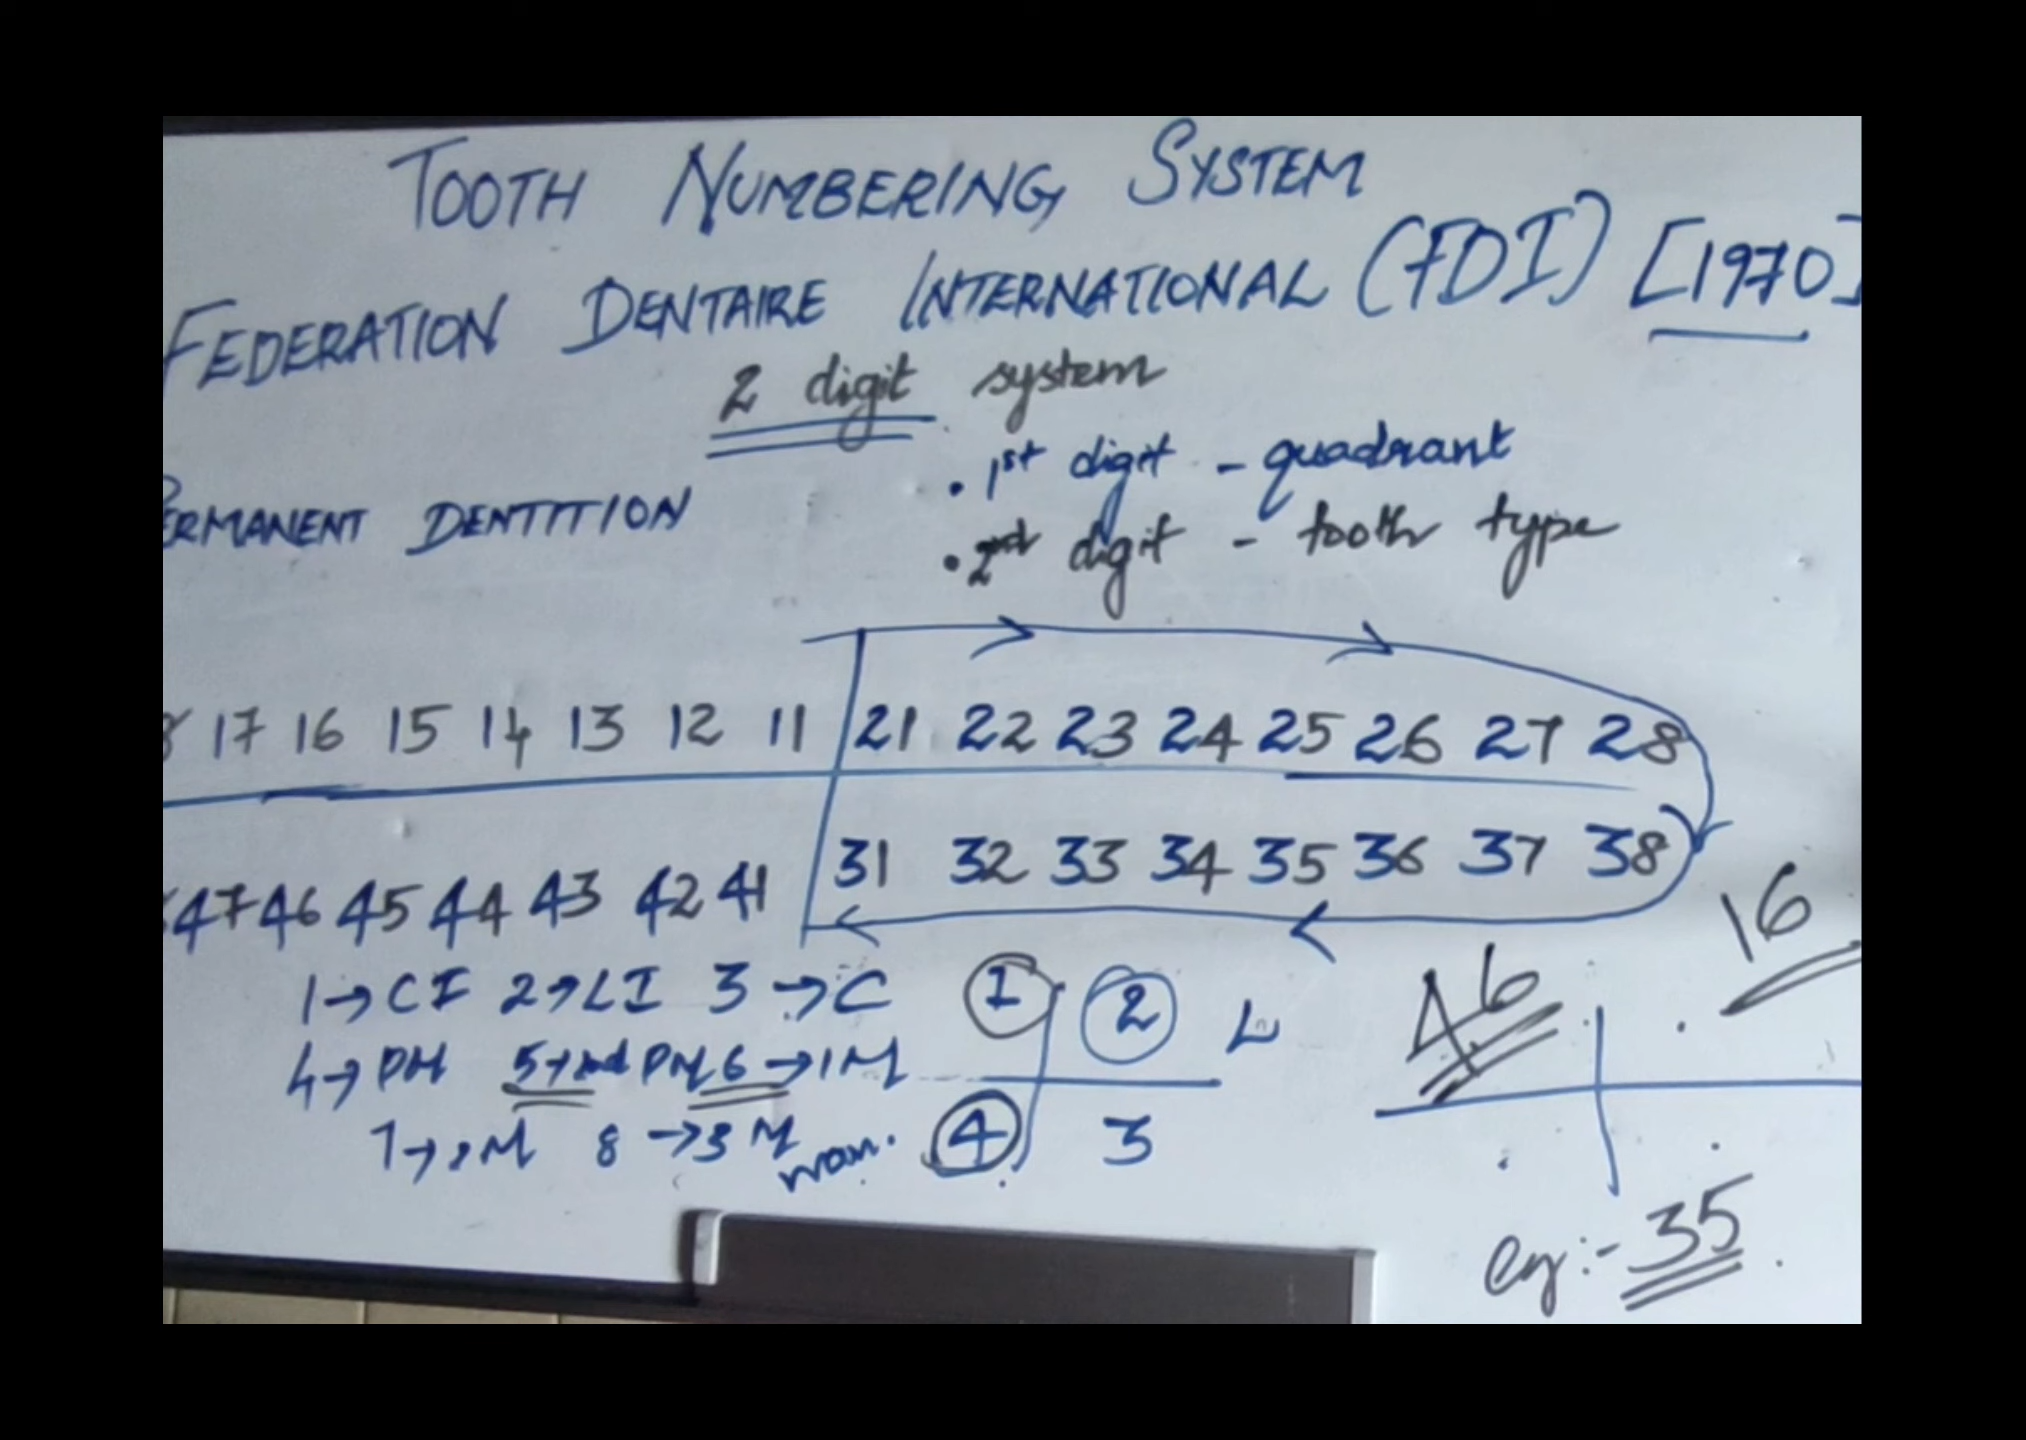 TOOTH NUMBERING SYSTEM
FEDERATION DENTAIRE INTERNATIONAL (FDI) [1970]
2 digit system
• 1st digit - quadrant
PERMANENT DENTITION
• 2nd digit - tooth type
17 16 15 14 13 12 11 21 22 23 24 25 26 27 28
47 46 45 44 43 42 41 31 32 33 34 35 36 37 38
16
46
1→CI 2→LI 3→C
1 2 L
4→PM 5→2nd PM 6→1M
7→2M 8→3M
4 3
eg:- 35